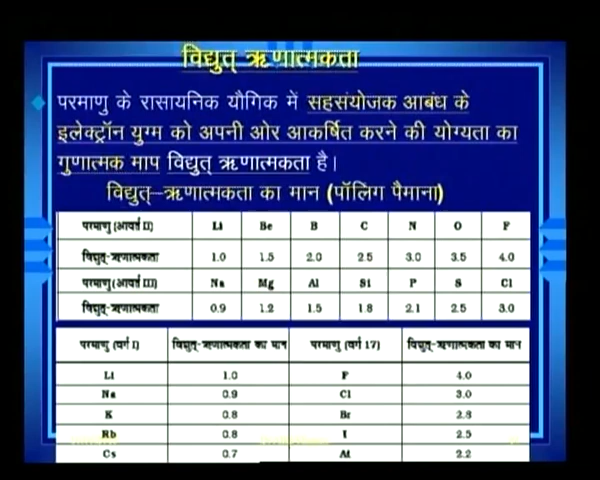 विद्युत् ऋणात्मकता
परमाणु के रासायनिक यौगिक में सहसंयोजक आबंध के
इलेक्ट्रॉन युग्म को अपनी ओर आकर्षित करने की योग्यता का
गुणात्मक माप विद्युत् ऋणात्मकता है।
विद्युत्-ऋणात्मकता का मान (पॉलिग पैमाना)
परमाणु (आवर्त II) Li Be B C N O F
विद्युत्-ऋणात्मकता 1.0 1.5 2.0 2.5 3.0 3.5 4.0
परमाणु (आवर्त III) Na Mg Al Si P S Cl
विद्युत्-ऋणात्मकता 0.9 1.2 1.5 1.8 2.1 2.5 3.0
परमाणु (वर्ग I) विद्युत्-ऋणात्मकता का मान परमाणु (वर्ग 17) विद्युत्-ऋणात्मकता का मान
Li 1.0 F 4.0
Na 0.9 Cl 3.0
K 0.8 Br 2.8
Rb 0.8 I 2.5
Cs 0.7 At 2.2